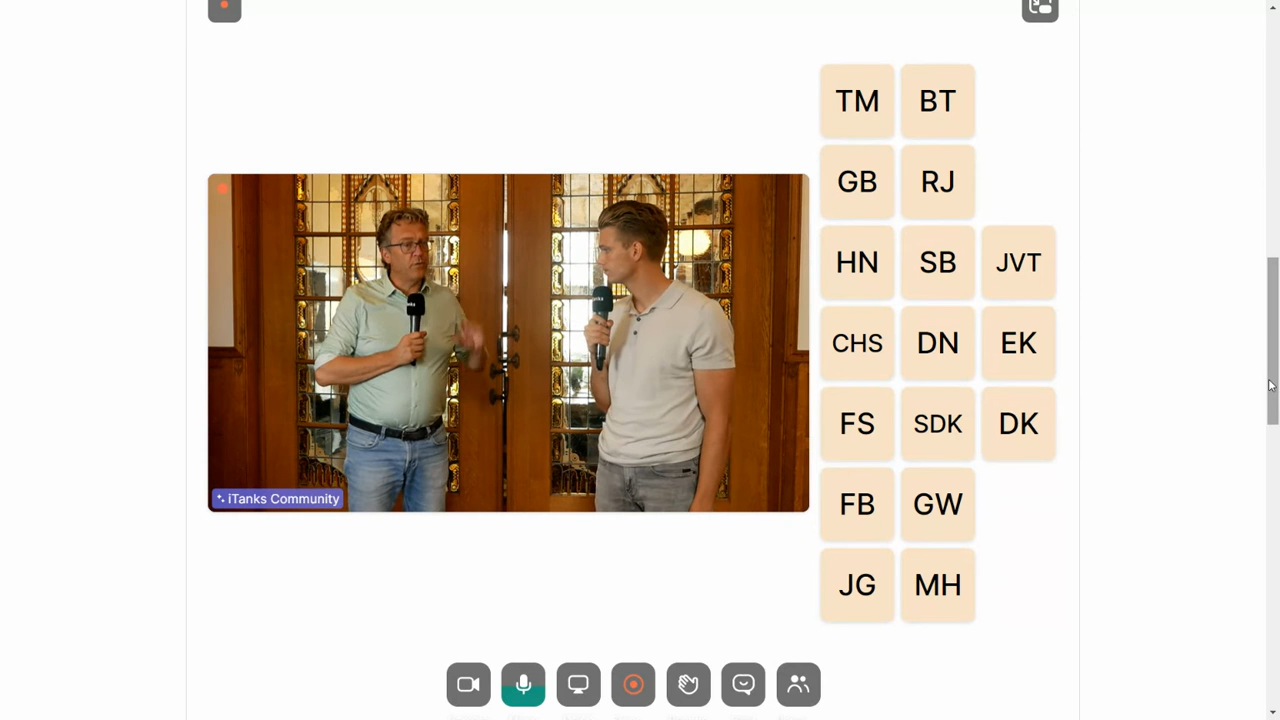 TM BT
GB RJ
HN SB JVT
CHS DN EK
FS SDK DK
FB GW
JG MH
iTanks Community